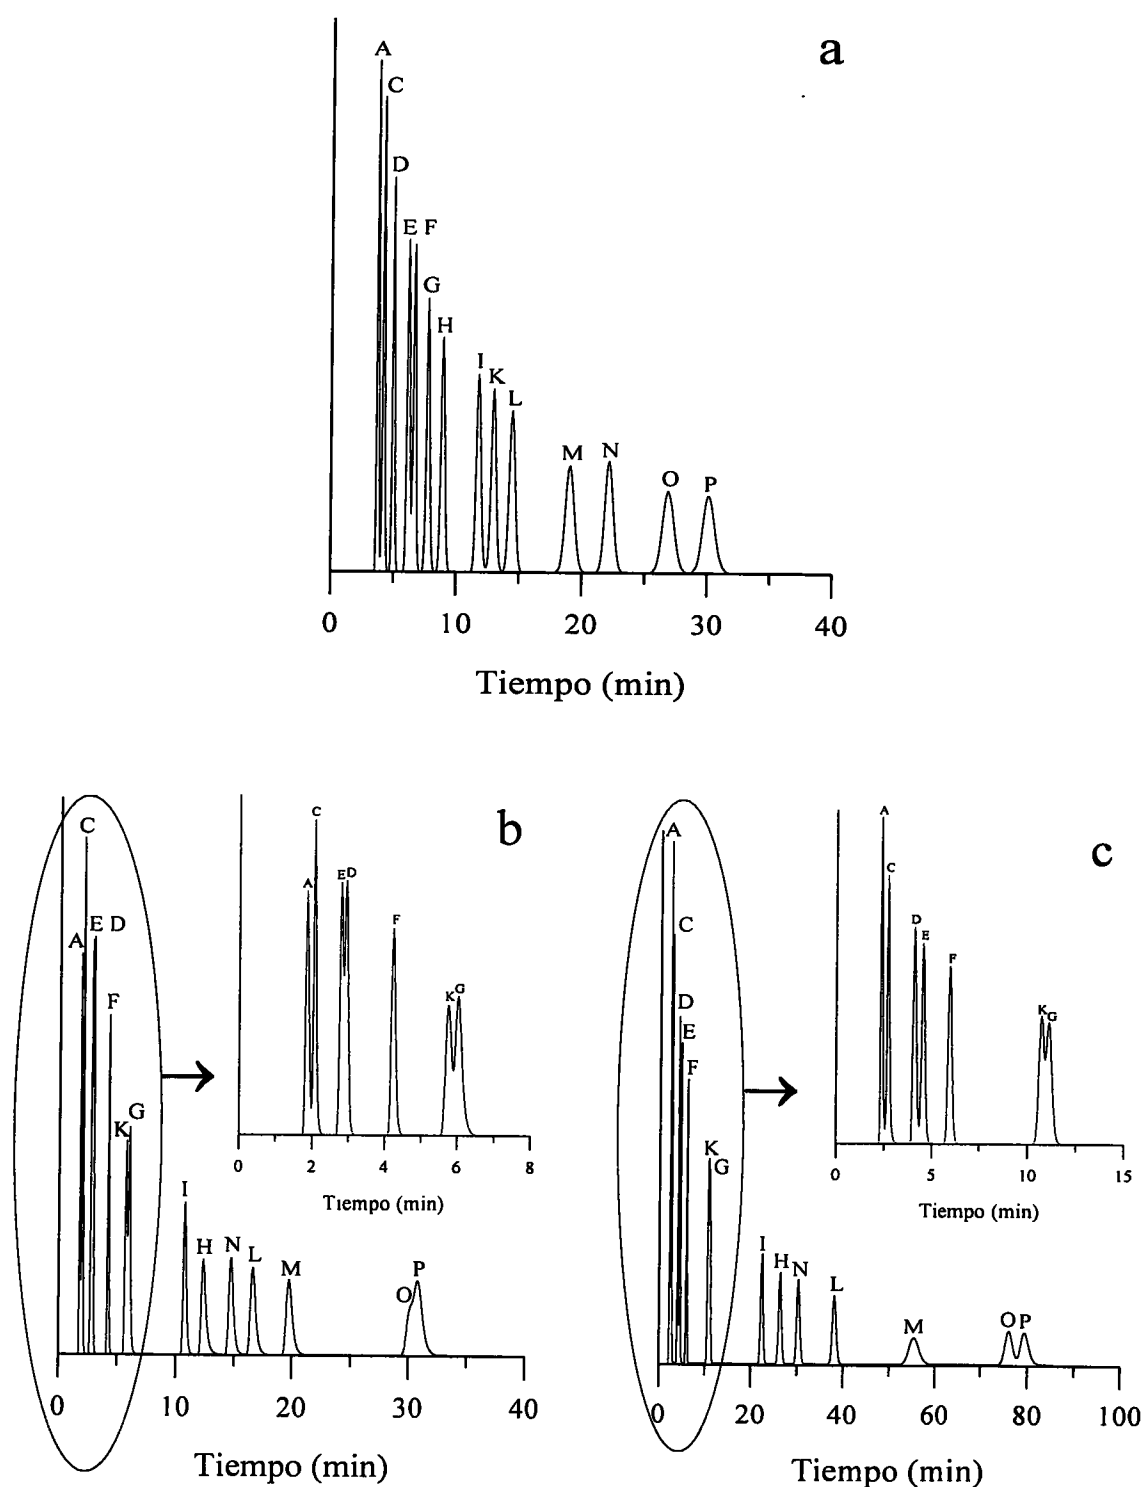 a
A
C
D
E F
G
H
I
K
L
M
N
O
P
0 10 20 30 40
Tiempo (min)
b
C
E D
A
F
G
K
I
H
N
L
M
P
O
0 10 20 30 40
Tiempo (min)
C
A
E D
F
K G
0 2 4 6 8
Tiempo (min)
c
A
C
D
E
F
K
G
I
H
N
L
M
O P
0 20 40 60 80 100
Tiempo (min)
A
C
D
E
F
K G
0 5 10 15
Tiempo (min)